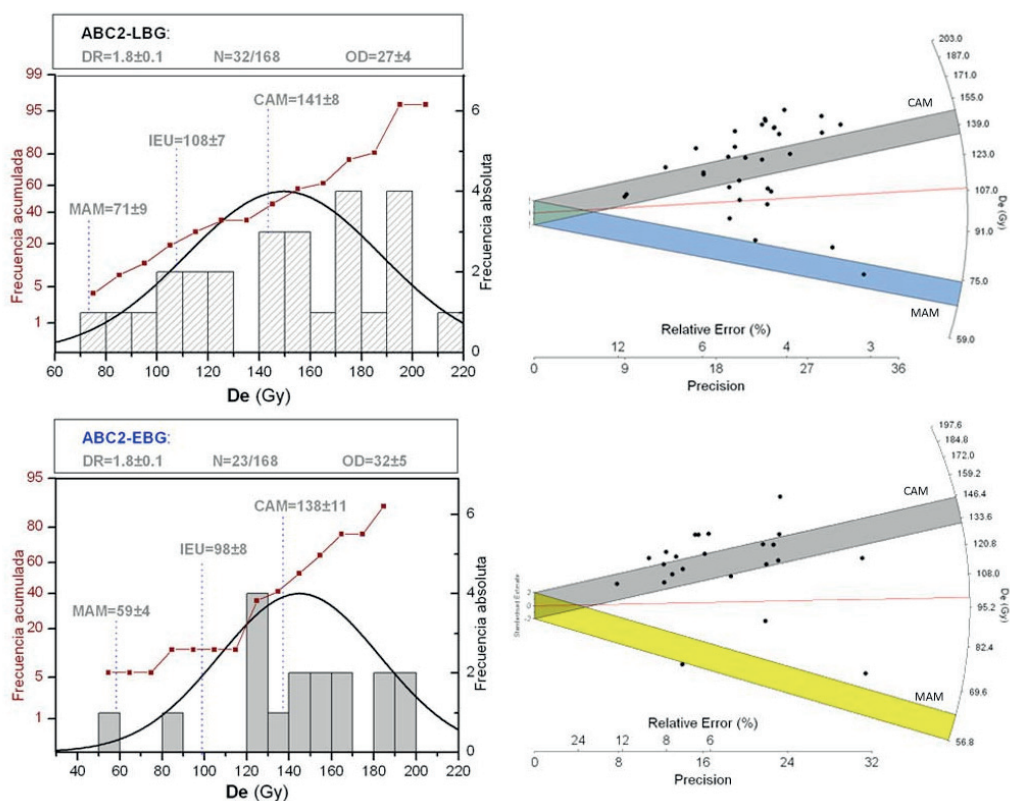 ABC2-LBG:
DR=1.8±0.1 N=32/168 OD=27±4
99
95
80
60
40
20
5
1
Frecuencia acumulada
MAM=71±9
IEU=108±7
CAM=141±8
6
4
2
0
Frecuencia absoluta
60 80 100 120 140 160 180 200 220
De (Gy)
203.0
187.0
171.0
155.0
139.0
123.0
107.0
91.0
75.0
59.0
De (Gy)
CAM
MAM
Relative Error (%)
12 6 4 3
0 9 18 27 36
Precision
ABC2-EBG:
DR=1.8±0.1 N=23/168 OD=32±5
95
80
60
40
20
5
1
Frecuencia acumulada
MAM=59±4
IEU=98±8
CAM=138±11
6
4
2
0
Frecuencia absoluta
40 60 80 100 120 140 160 180 200 220
De (Gy)
197.6
184.8
172.0
159.2
146.4
133.6
120.8
108.0
95.2
82.4
69.6
56.8
De (Gy)
CAM
MAM
Standardised Estimate
2
0
-2
Relative Error (%)
24 12 8 6
0 8 16 24 32
Precision